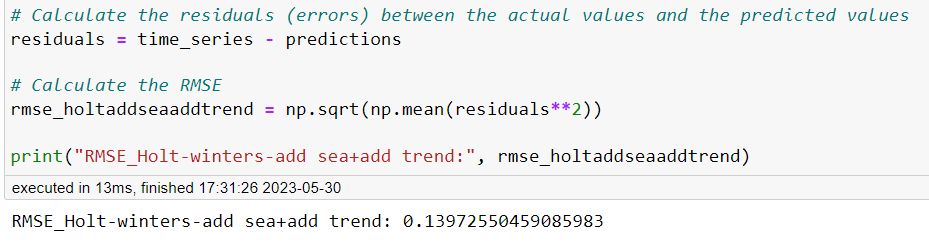 # Calculate the residuals (errors) between the actual values and the predicted values
residuals = time_series - predictions
# Calculate the RMSE
rmse_holtaddseaaddtrend = np.sqrt(np.mean(residuals**2))
print("RMSE_Holt-winters-add sea+add trend:", rmse_holtaddseaaddtrend)
executed in 13ms, finished 17:31:26 2023-05-30
RMSE_Holt-winters-add sea+add trend: 0.13972550459085983